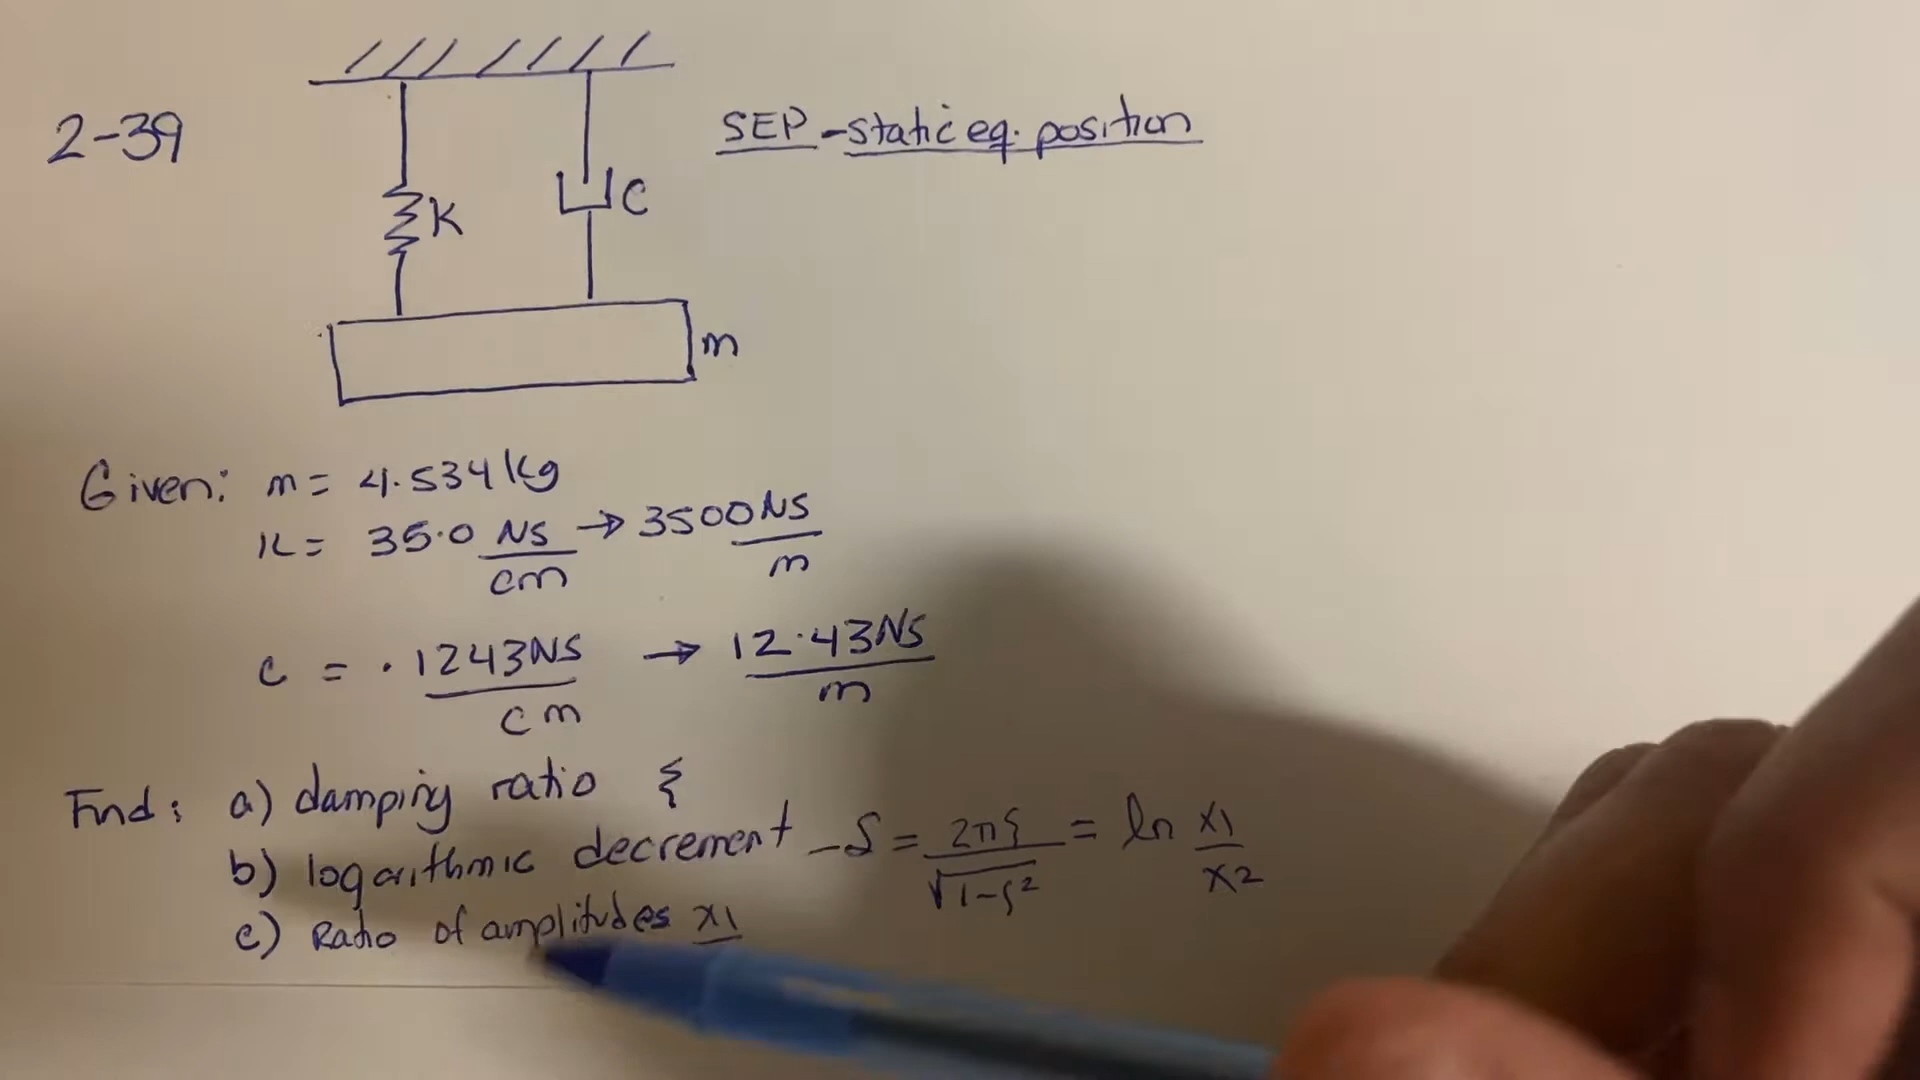 2-39
SEP - static eq. position
K
C
m
Given: m = 4.534 kg
K = 35.0 NS/cm → 3500 NS/m
C = .1243 NS/cm → 12.43 NS/m
Find: a) damping ratio ξ
b) logarithmic decrement - δ = 2πξ/√1-ξ² = ln x1/x2
c) Ratio of amplitudes x1